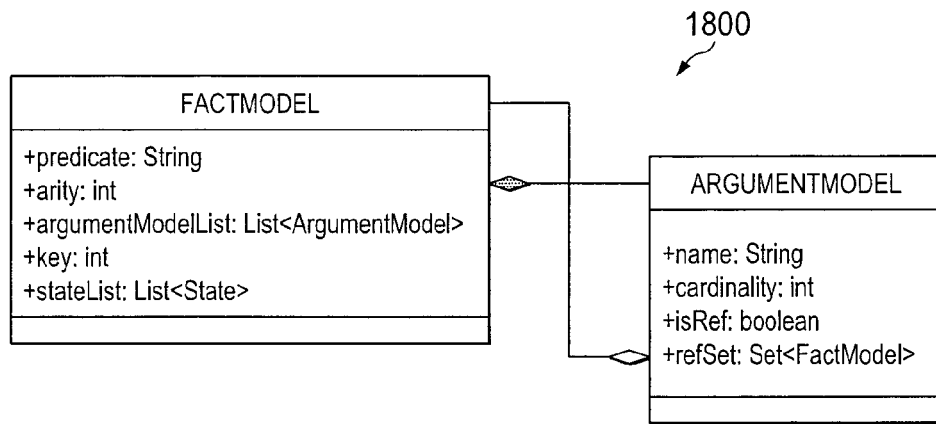 1800
FACTMODEL
+predicate: String
+arity: int
+argumentModelList: List<ArgumentModel>
+key: int
+stateList: List<State>
ARGUMENTMODEL
+name: String
+cardinality: int
+isRef: boolean
+refSet: Set<FactModel>